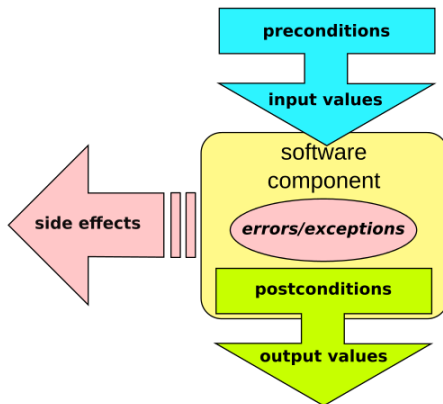 preconditions
input values
software
component
side effects
errors/exceptions
postconditions
output values